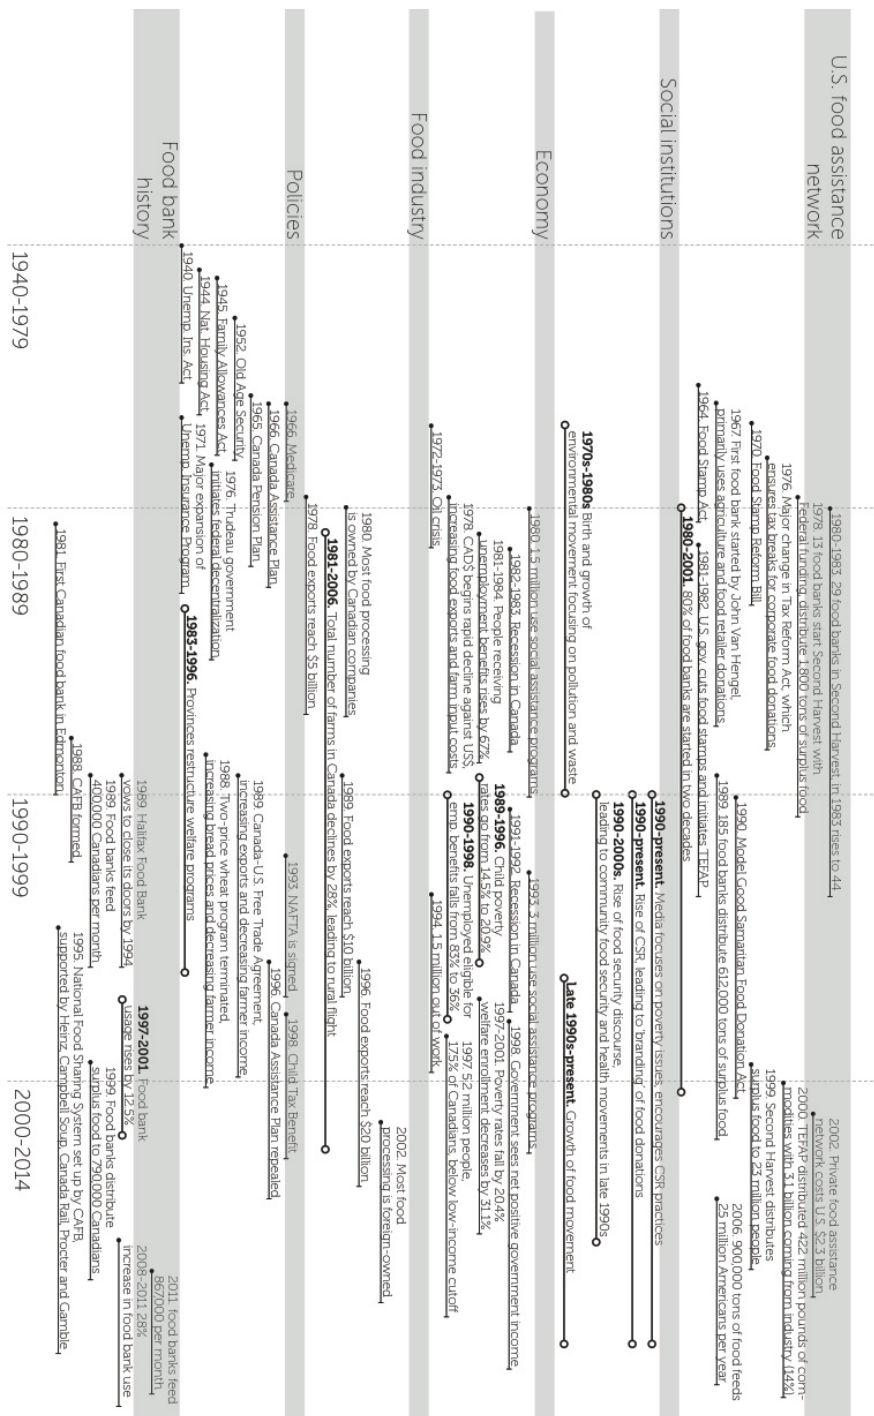 U.S. food assistance
network
1980-1983. 29 food banks in Second Harvest, in 1983 rises to 44
1978. 13 food banks start Second Harvest with
Federal funding, distribute 1,800 tons of surplus food
2002. Private food assistance
network costs U.S. $2.3 billion
1976. Major change in Tax Reform Act, which
ensures tax breaks for corporate food donations
2000. TEFAP distributed 422 million pounds of com-
modities with 3.1 billion coming from industry (14%)
1970. Food Stamp Reform Bill
1999. Second Harvest distributes
surplus food to 23 million people
1967. First food bank started by John Van Hengel,
primarily uses agriculture and food retailer donations
1990. Model Good Samaritan Food Donation Act
1989. 185 food banks distribute 612,000 tons of surplus food
2006. 900,000 tons of food feeds
25 million Americans per year
1964. Food Stamp Act
1981-1982. U.S. gov. cuts food stamps and initiates TEFAP
Social institutions
1980-2001. 80% of food banks are started in two decades
1990-present. Media focuses on poverty issues, encourages CSR practices
1990-present. Rise of CSR, leading to ‘branding’ of food donations
1990-2000s. Rise of food security discourse,
leading to community food security and health movements in late 1990s
1970s-1980s Birth and growth of
environmental movement focusing on pollution and waste
Late 1990s-present. Growth of food movement
Economy
1980. 1.5 million use social assistance programs
1993. 3 million use social assistance programs
1982-1983. Recession in Canada
1991-1992. Recession in Canada
1998. Government sees net positive government income
1981-1984. People receiving
unemployment benefits rises by 67%
1989-1996. Child poverty
rates go from 14.5% to 20.9%
1997-2001. Poverty rates fall by 20.4%
welfare enrollment decreases by 31.1%
1978. CAD$ begins rapid decline against US$,
increasing food exports and farm input costs
1990-1998. Unemployed eligible for
emp. benefits falls from 83% to 36%
1997. 5.2 million people,
17.5% of Canadians, below low-income cutoff
1972-1973. Oil crisis
1994. 1.5 million out of work
Food industry
2002. Most food
processing is foreign-owned
1980. Most food processing
is owned by Canadian companies
1996. Food exports reach $20 billion
1989. Food exports reach $10 billion
1981-2006. Total number of farms in Canada declines by 28%, leading to rural flight
1978. Food exports reach $5 billion
Policies
1966. Medicare
1993. NAFTA is signed
1998. Child Tax Benefit
1966. Canada Assistance Plan
1996. Canada Assistance Plan repealed
1965. Canada Pension Plan
1989. Canada-U.S. Free Trade Agreement,
increasing exports and decreasing farmer income
1952. Old Age Security
1976. Trudeau government
initiates federal decentralization
1988. Two-price wheat program terminated,
increasing bread prices and decreasing farmer income
1945. Family Allowances Act
1944. Nat. Housing Act
1971. Major expansion of
Unemp. Insurance Program
1940. Unemp. Ins. Act
1983-1996. Provinces restructure welfare programs
Food bank
history
2011. food banks feed
867,000 per month
1989 Halifax Food Bank
vows to close its doors by 1994
1997-2001. Food bank
usage rises by 12.5%
2008-2011 28%
increase in food bank use
1989. Food banks feed
400,000 Canadians per month
1999. Food banks distribute
surplus food to 790,000 Canadians
1988. CAFB formed
1995. National Food Sharing System set up by CAFB,
supported by Heinz, Campbell Soup, Canada Rail, Procter and Gamble
1981. First Canadian food bank in Edmonton
1940-1979
1980-1989
1990-1999
2000-2014